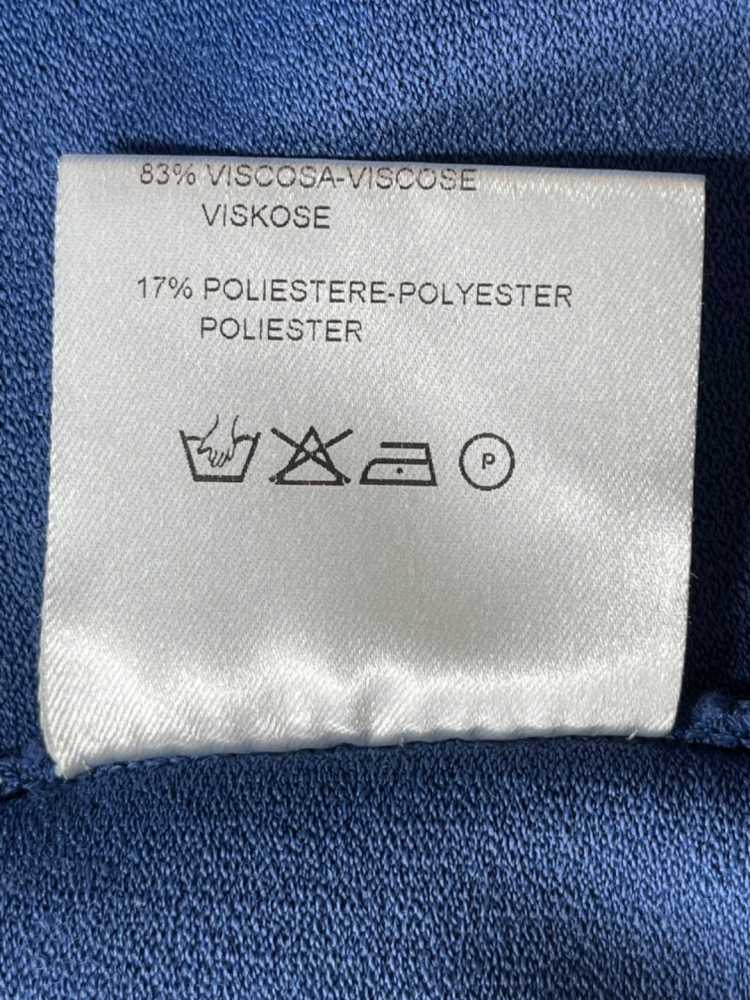 83% VISCOSA-VISCOSE
VISKOSE
17% POLIESTERE-POLYESTER
POLIESTER
P